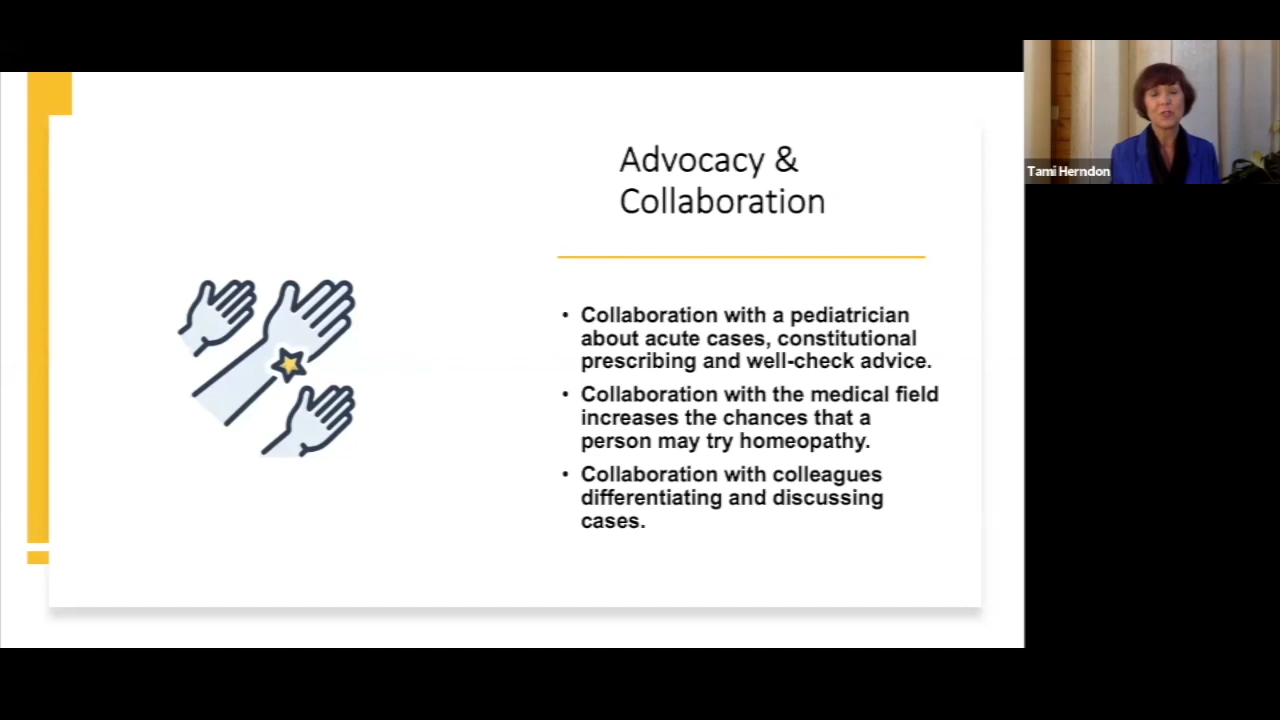 Advocacy &
Collaboration
• Collaboration with a pediatrician
about acute cases, constitutional
prescribing and well-check advice.
• Collaboration with the medical field
increases the chances that a
person may try homeopathy.
• Collaboration with colleagues
differentiating and discussing
cases.
Tami Herndon